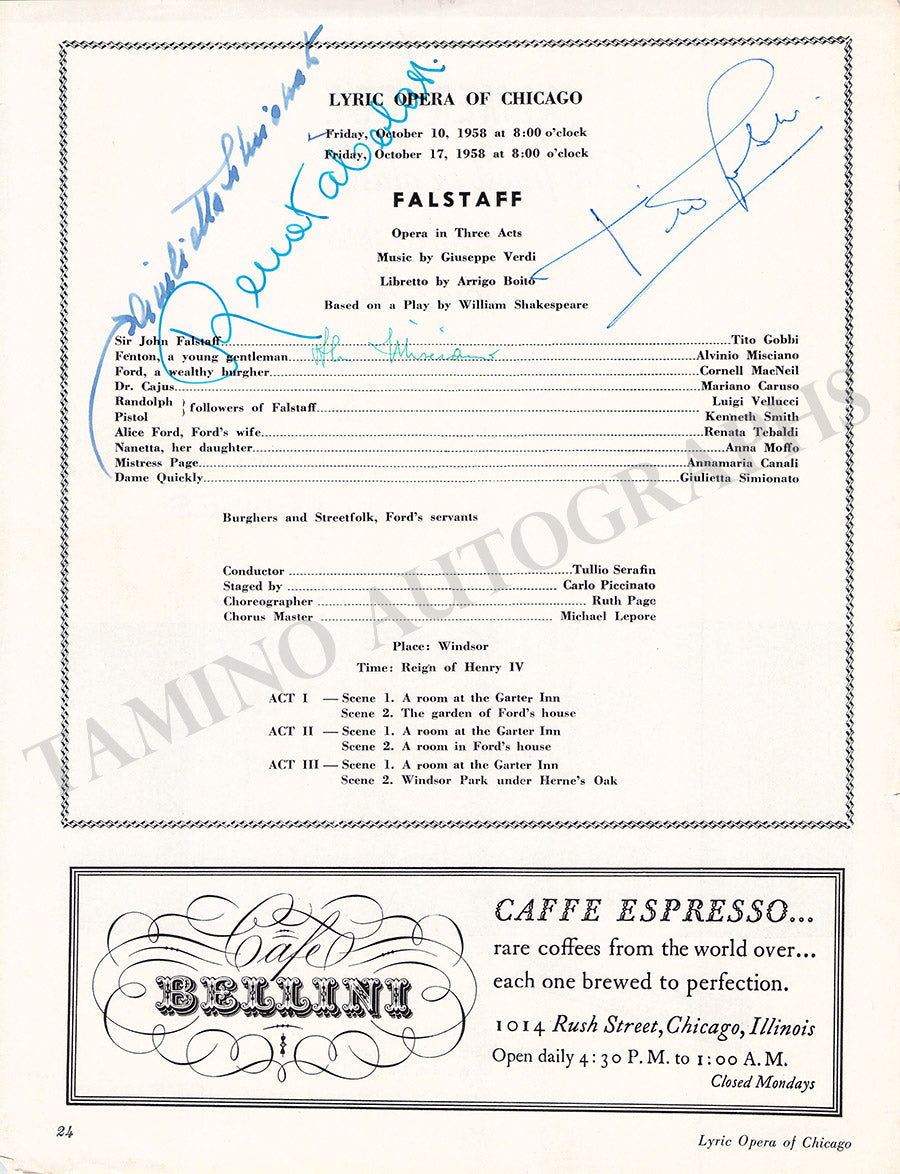 Giulietta Simionato
Renata Tebaldi
Tito Gobbi
LYRIC OPERA OF CHICAGO
Friday, October 10, 1958 at 8:00 o'clock
Friday, October 17, 1958 at 8:00 o'clock
FALSTAFF
Opera in Three Acts
Music by Giuseppe Verdi
Libretto by Arrigo Boito
Based on a Play by William Shakespeare
Sir John Falstaff Tito Gobbi
Fenton, a young gentleman Alvinio Misciano
Alv Misciano
Ford, a wealthy burgher Cornell MacNeil
Dr. Cajus Mariano Caruso
Randolph Luigi Vellucci
} followers of Falstaff
Pistol Kenneth Smith
Alice Ford, Ford's wife Renata Tebaldi
Nanetta, her daughter Anna Moffo
Mistress Page Annamaria Canali
Dame Quickly Giulietta Simionato
Burghers and Streetfolk, Ford's servants
Conductor Tullio Serafin
Staged by Carlo Piccinato
Choreographer Ruth Page
Chorus Master Michael Lepore
Place: Windsor
Time: Reign of Henry IV
ACT I — Scene 1. A room at the Garter Inn
Scene 2. The garden of Ford's house
ACT II — Scene 1. A room at the Garter Inn
Scene 2. A room in Ford's house
ACT III — Scene 1. A room at the Garter Inn
Scene 2. Windsor Park under Herne's Oak
TAMINO AUTOGRAPHS
Café
BELLINI
CAFFE ESPRESSO...
rare coffees from the world over...
each one brewed to perfection.
1014 Rush Street, Chicago, Illinois
Open daily 4:30 P.M. to 1:00 A.M.
Closed Mondays
24
Lyric Opera of Chicago